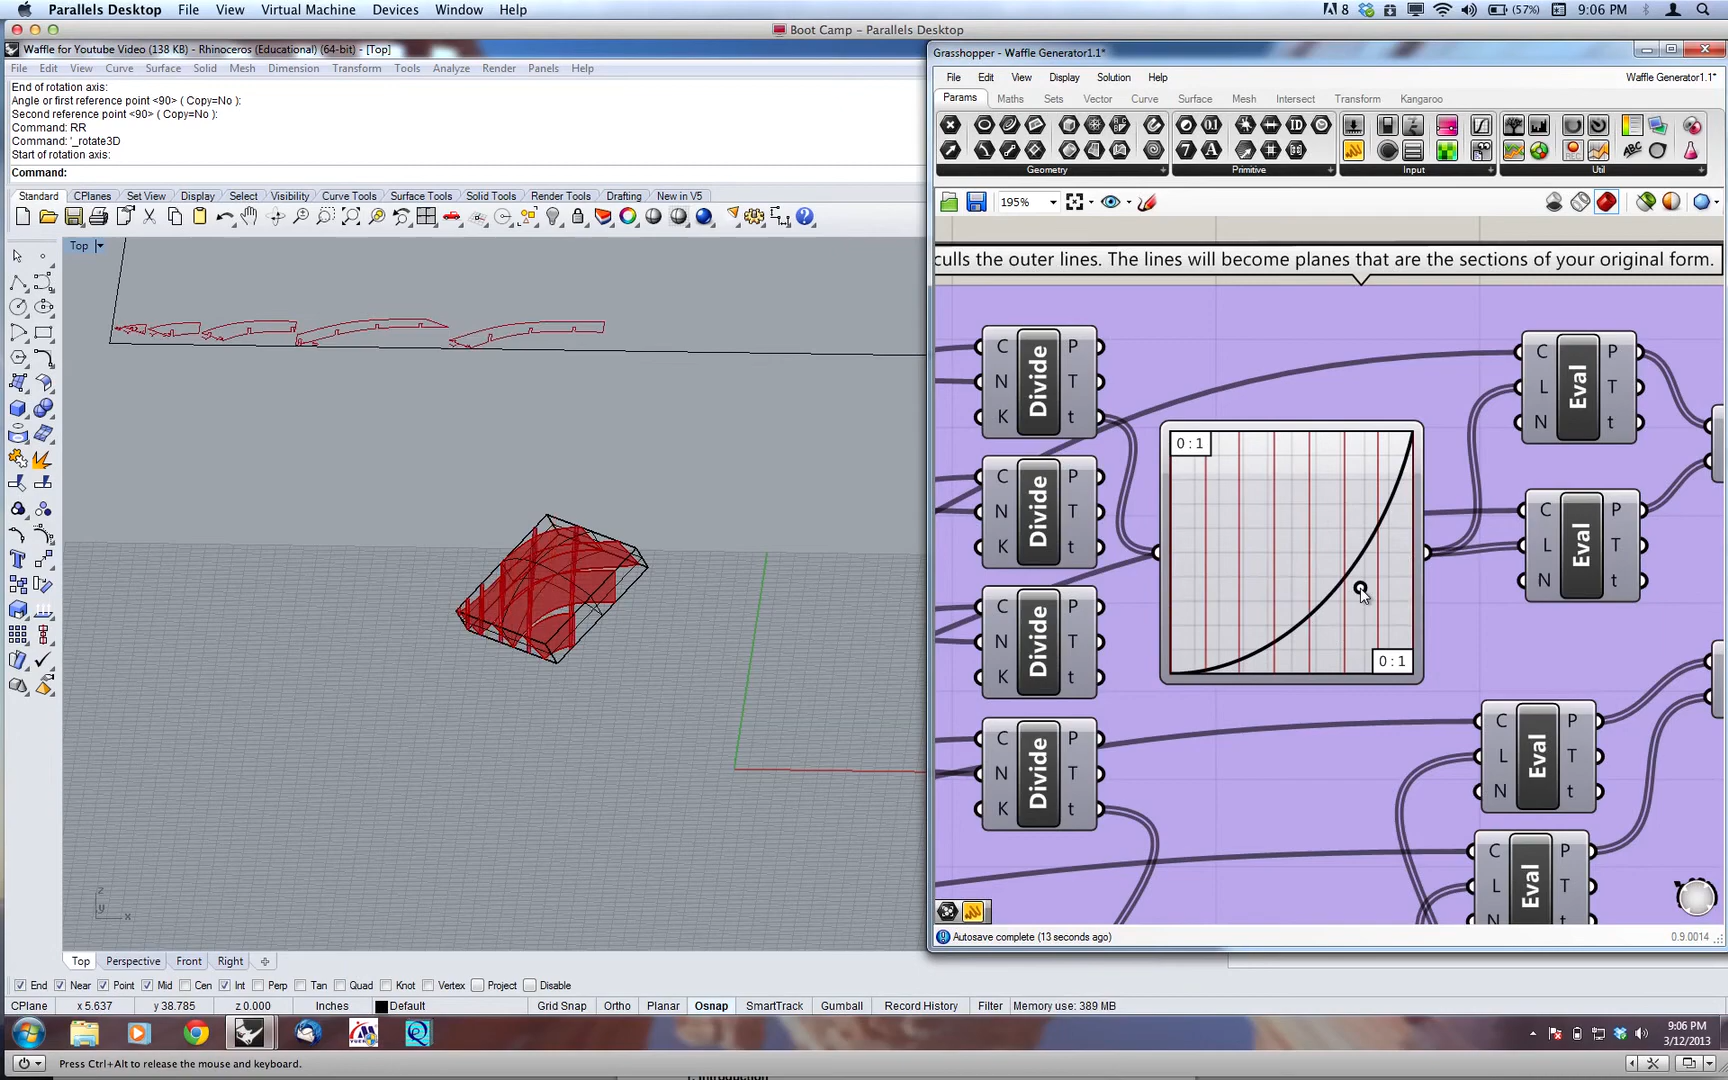 Parallels Desktop File View Virtual Machine Devices Window Help
8 (57%) 9:06 PM
Boot Camp – Parallels Desktop
Waffle for Youtube Video (138 KB) - Rhinoceros (Educational) (64-bit) - [Top]
File Edit View Curve Surface Solid Mesh Dimension Transform Tools Analyze Render Panels Help
End of rotation axis:
Angle or first reference point <90> ( Copy=No ):
Second reference point <90> ( Copy=No ):
Command: RR
Command: '_rotate3D
Start of rotation axis:
Command:
Standard CPlanes Set View Display Select Visibility Curve Tools Surface Tools Solid Tools Render Tools Drafting New in V5
Top
z
y
x
Top Perspective Front Right
End Near Point Mid Cen Int Perp Tan Quad Knot Vertex Project Disable
CPlane x 5.637 y 38.785 z 0.000 Inches Default Grid Snap Ortho Planar Osnap SmartTrack Gumball Record History Filter Memory use: 389 MB
Grasshopper - Waffle Generator1.1*
File Edit View Display Solution Help Waffle Generator1.1*
Params Maths Sets Vector Curve Surface Mesh Intersect Transform Kangaroo
Geometry Primitive Input Util
195%
culls the outer lines. The lines will become planes that are the sections of your original form.
C N K Divide P T t
C N K Divide P T t
C N K Divide P T t
C N K Divide P T t
0 : 1
0 : 1
C L N Eval P T t
C L N Eval P T t
C L N Eval P T t
C L N Eval P T t
Autosave complete (13 seconds ago) 0.9.0014
9:06 PM
3/12/2013
Press Ctrl+Alt to release the mouse and keyboard.